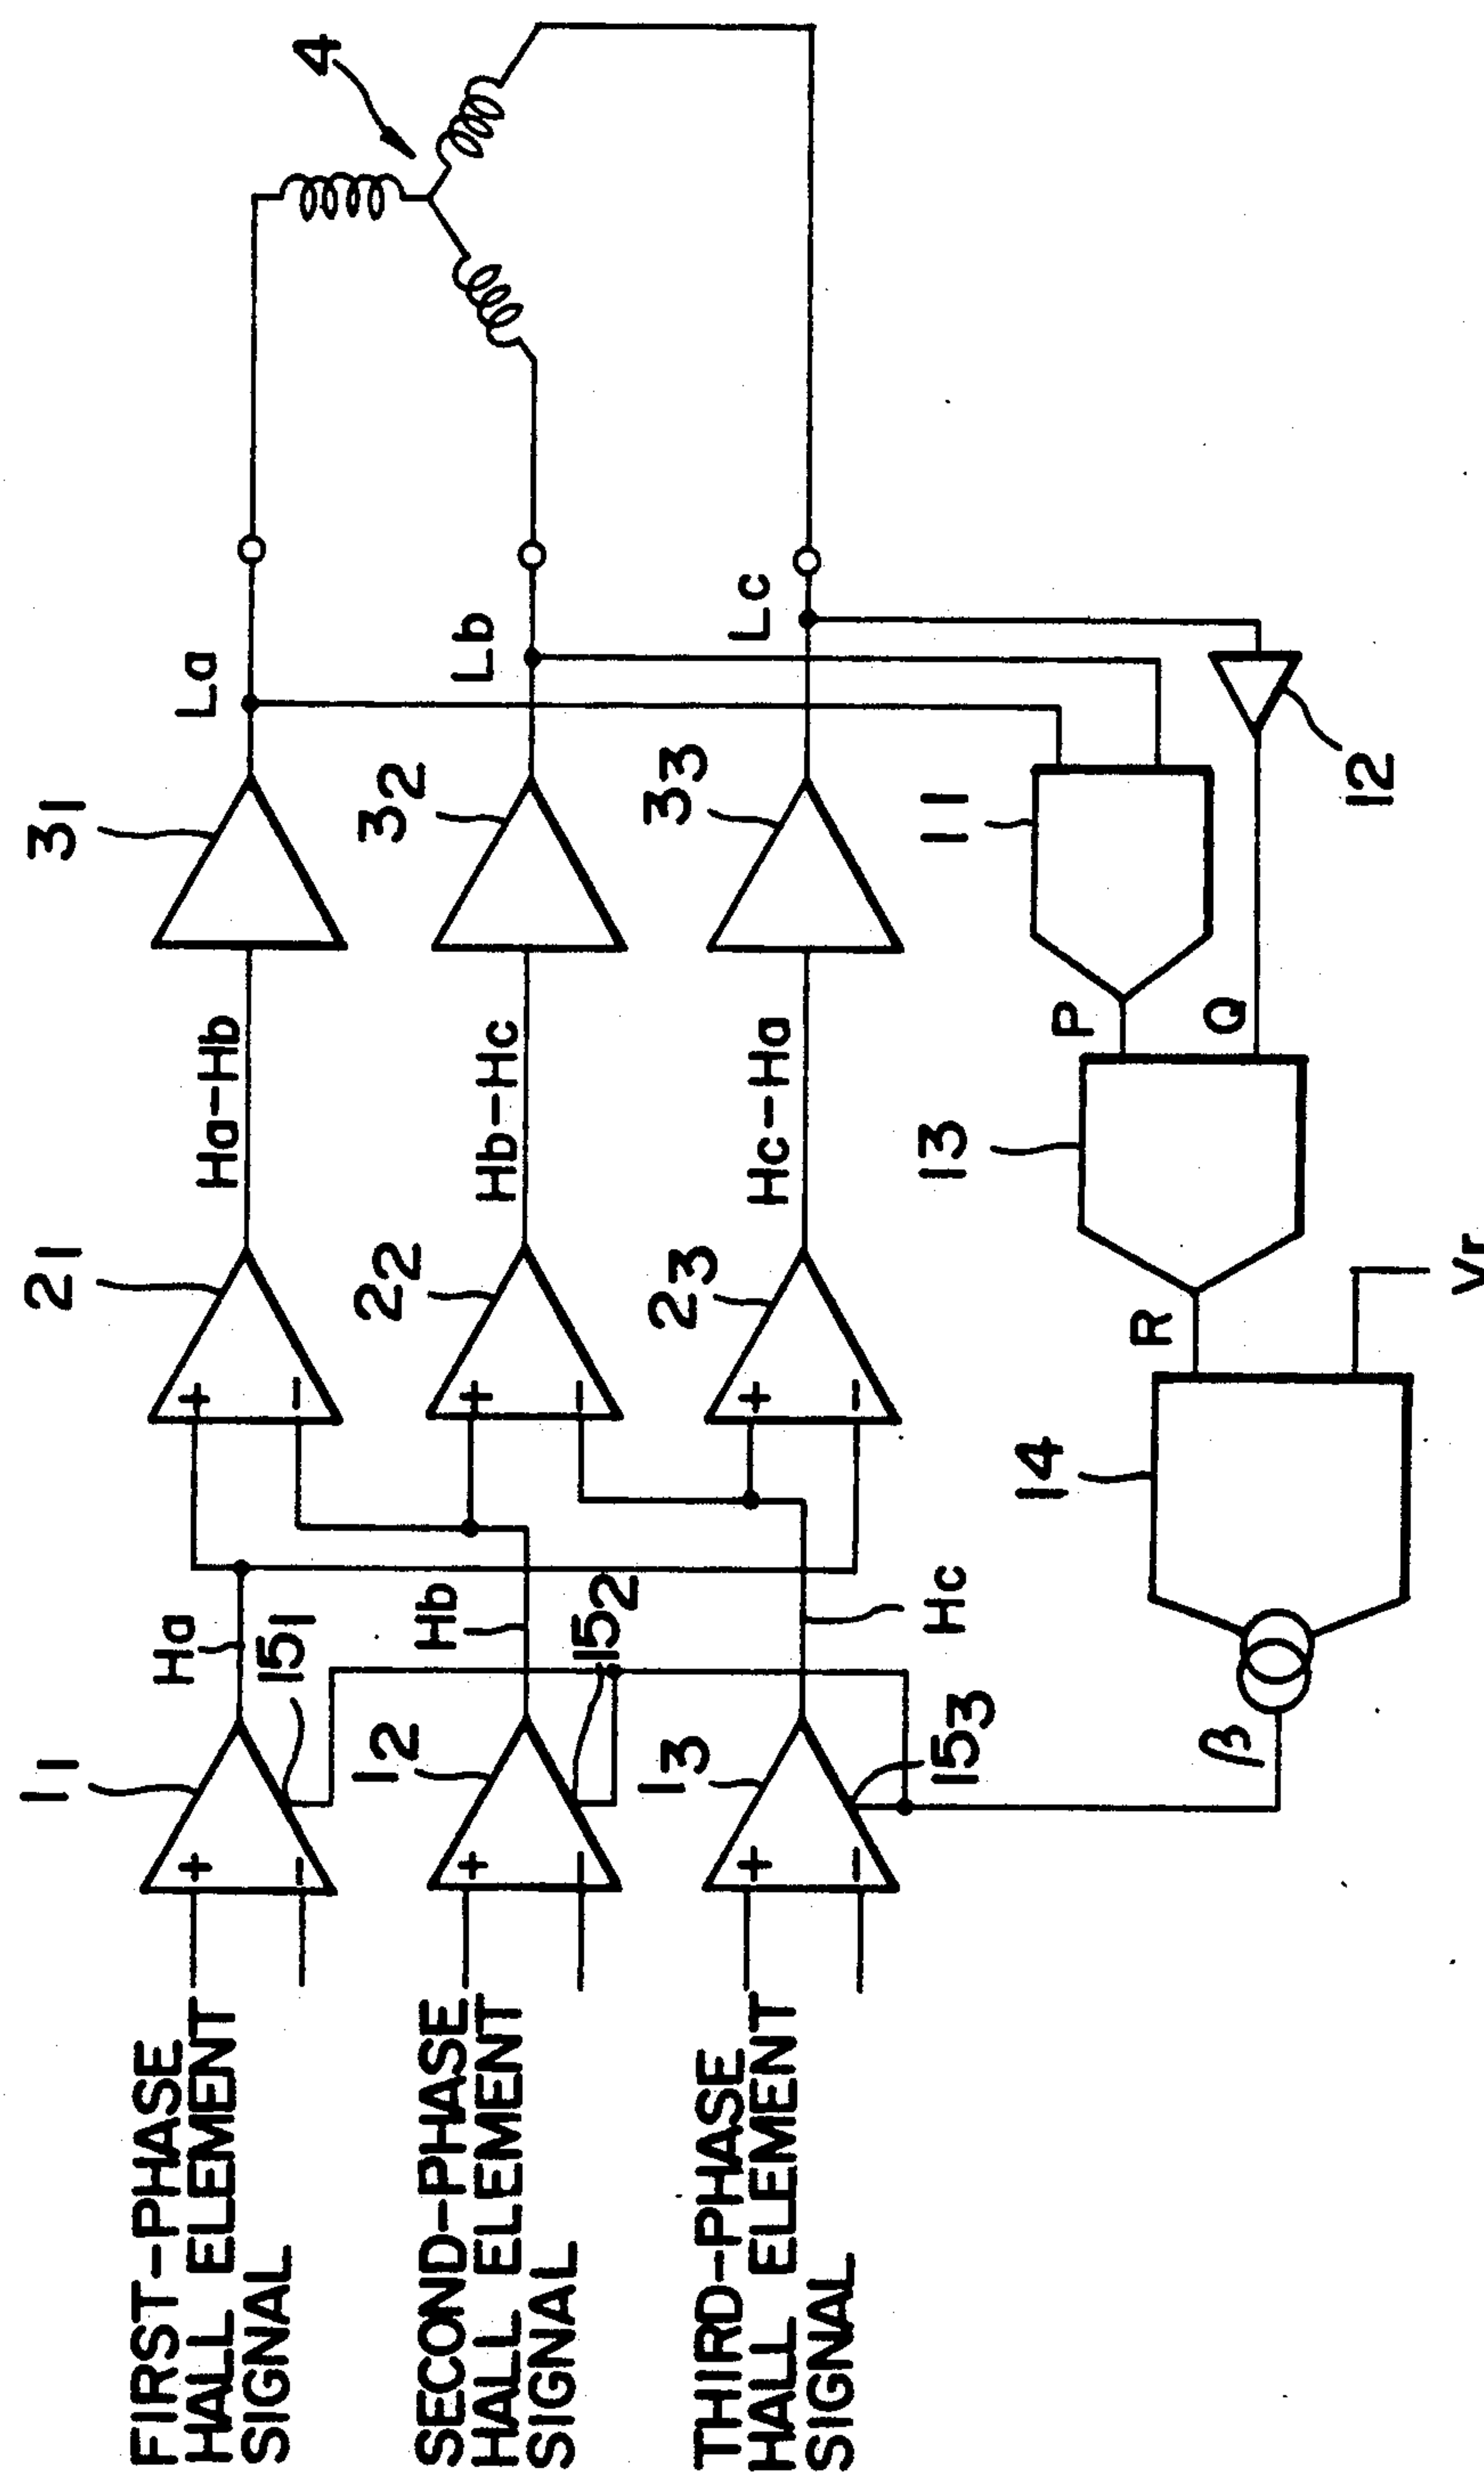 FIRST-PHASE
HALL ELEMENT
SIGNAL
SECOND-PHASE
HALL ELEMENT
SIGNAL
THIRD-PHASE
HALL ELEMENT
SIGNAL
11
Ha
151
21
Ha-Hb
31
La
4
12
Hb
152
22
Hb-Hc
32
Lb
13
Hc
153
23
Hc-Ha
33
Lc
+
-
+
-
+
-
+
-
+
-
+
-
β
14
R
Vr
13
P
Q
11
12